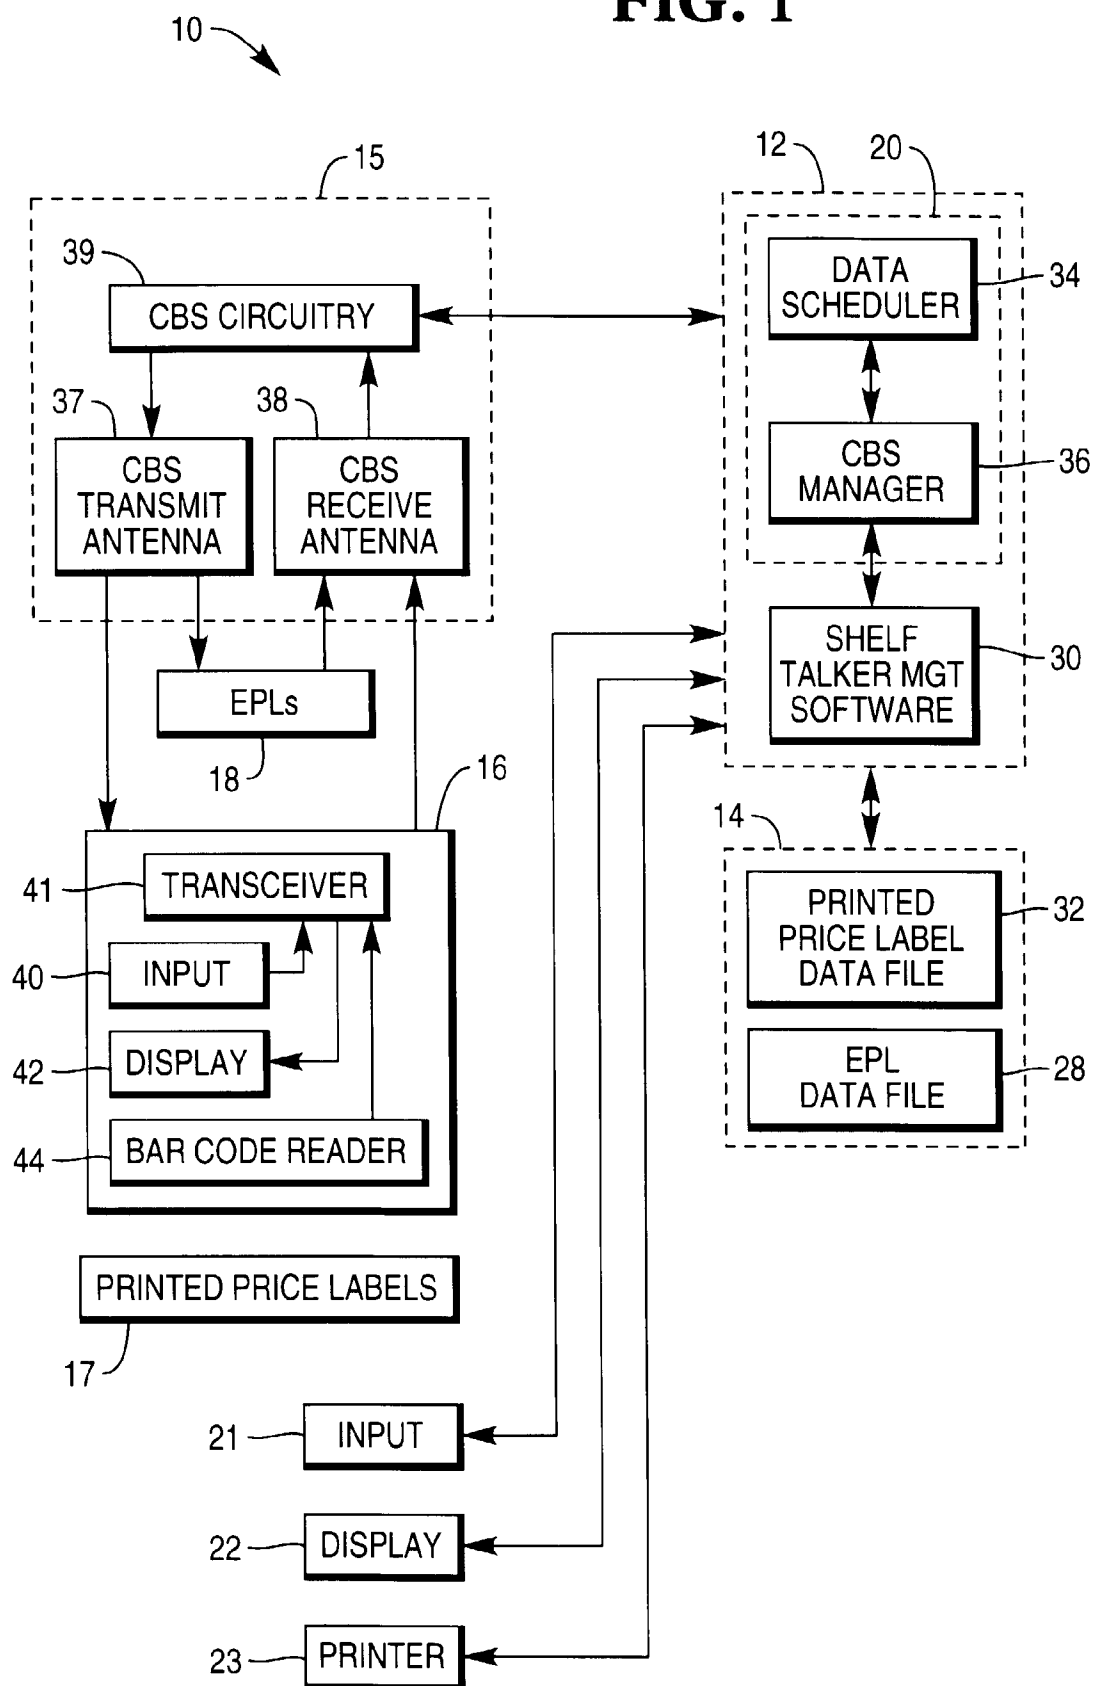 FIG. 1
10
15
12
20
39
CBS CIRCUITRY
DATA
SCHEDULER
34
37
38
CBS
TRANSMIT
ANTENNA
CBS
RECEIVE
ANTENNA
CBS
MANAGER
36
EPLs
18
SHELF
TALKER MGT
SOFTWARE
30
16
14
41
TRANSCEIVER
40
INPUT
42
DISPLAY
44
BAR CODE READER
PRINTED
PRICE LABEL
DATA FILE
32
EPL
DATA FILE
28
PRINTED PRICE LABELS
17
21
INPUT
22
DISPLAY
23
PRINTER